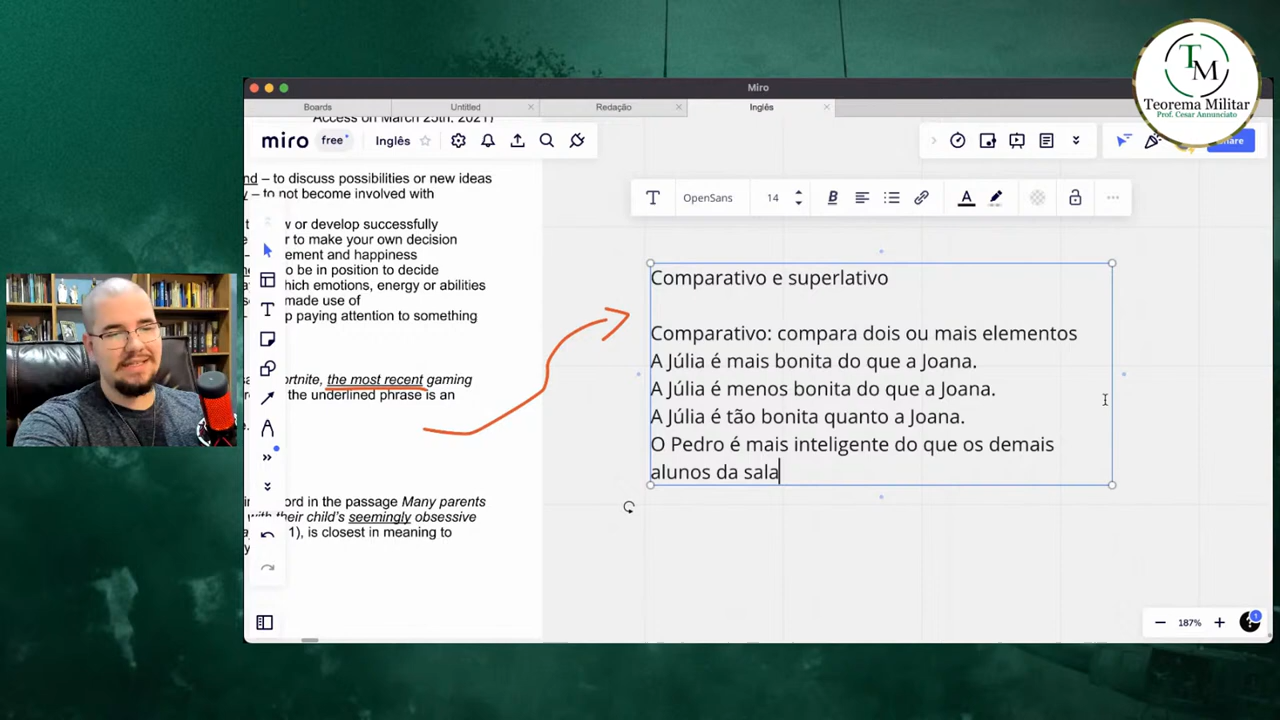 TM
Teorema Militar
Prof. Cesar Annunciato
Miro
Boards
Untitled
Redação
Inglês
Access on March 25th, 2021)
miro free Inglês
Share
OpenSans 14 B A
– to discuss possibilities or new ideas
– to not become involved with
or develop successfully
to make your own decision
ement and happiness
to be in position to decide
which emotions, energy or abilities
made use of
paying attention to something
ortnite, the most recent gaming
the underlined phrase is an
ord in the passage Many parents
with their child's seemingly obsessive
1), is closest in meaning to
Comparativo e superlativo
Comparativo: compara dois ou mais elementos
A Júlia é mais bonita do que a Joana.
A Júlia é menos bonita do que a Joana.
A Júlia é tão bonita quanto a Joana.
O Pedro é mais inteligente do que os demais
alunos da sala
187%